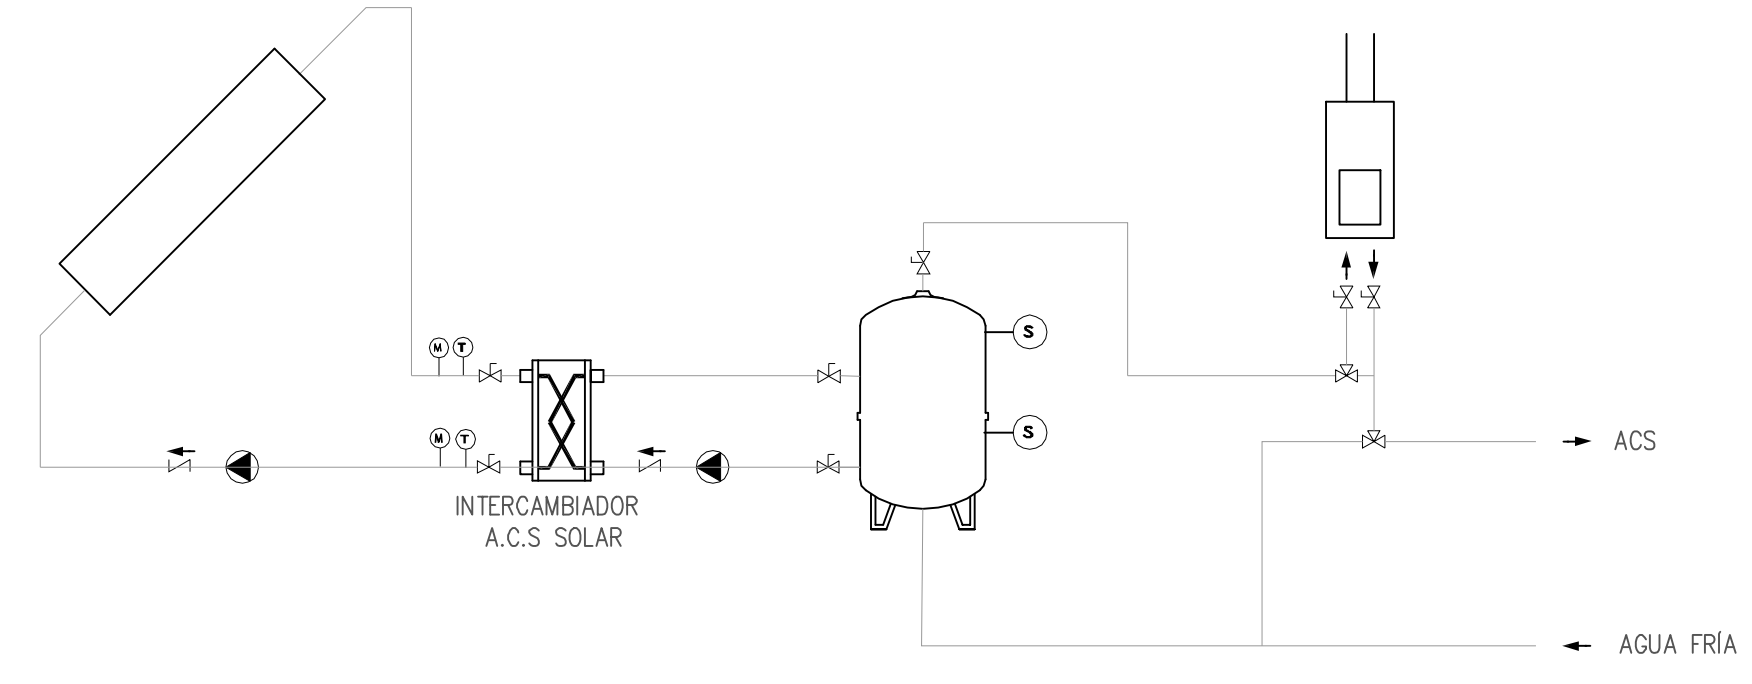 M T
S
M T
S
ACS
INTERCAMBIADOR
A.C.S SOLAR
AGUA FRÍA